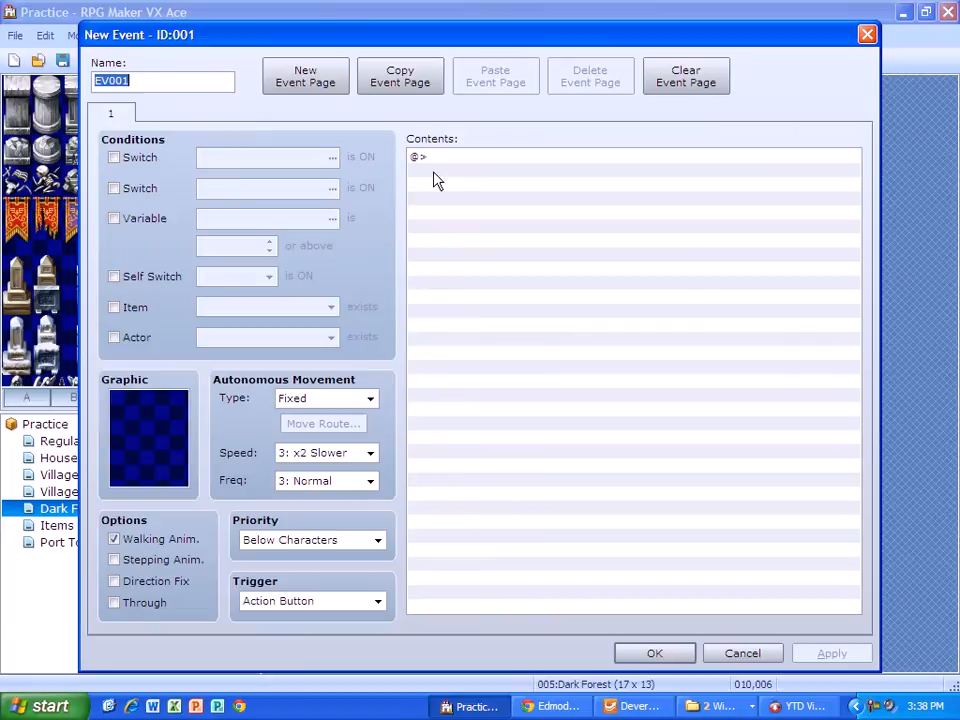 Practice - RPG Maker VX Ace
File Edit
New Event - ID:001
Name:
EV001
New Event Page
Copy Event Page
Paste Event Page
Delete Event Page
Clear Event Page
1
Conditions
Switch ... is ON
Switch ... is ON
Variable ... is
or above
Self Switch is ON
Item exists
Actor exists
Contents:
@>
Graphic
Autonomous Movement
Type: Fixed
Move Route...
Speed: 3: x2 Slower
Freq: 3: Normal
Options
Walking Anim.
Stepping Anim.
Direction Fix
Through
Priority
Below Characters
Trigger
Action Button
OK Cancel Apply
A B
Practice
Regula
House
Village
Village
Dark F
Items
Port To
005:Dark Forest (17 x 13) 010,006
start
Practic...
Edmod...
Dever...
2 Wi...
YTD Vi...
3:38 PM